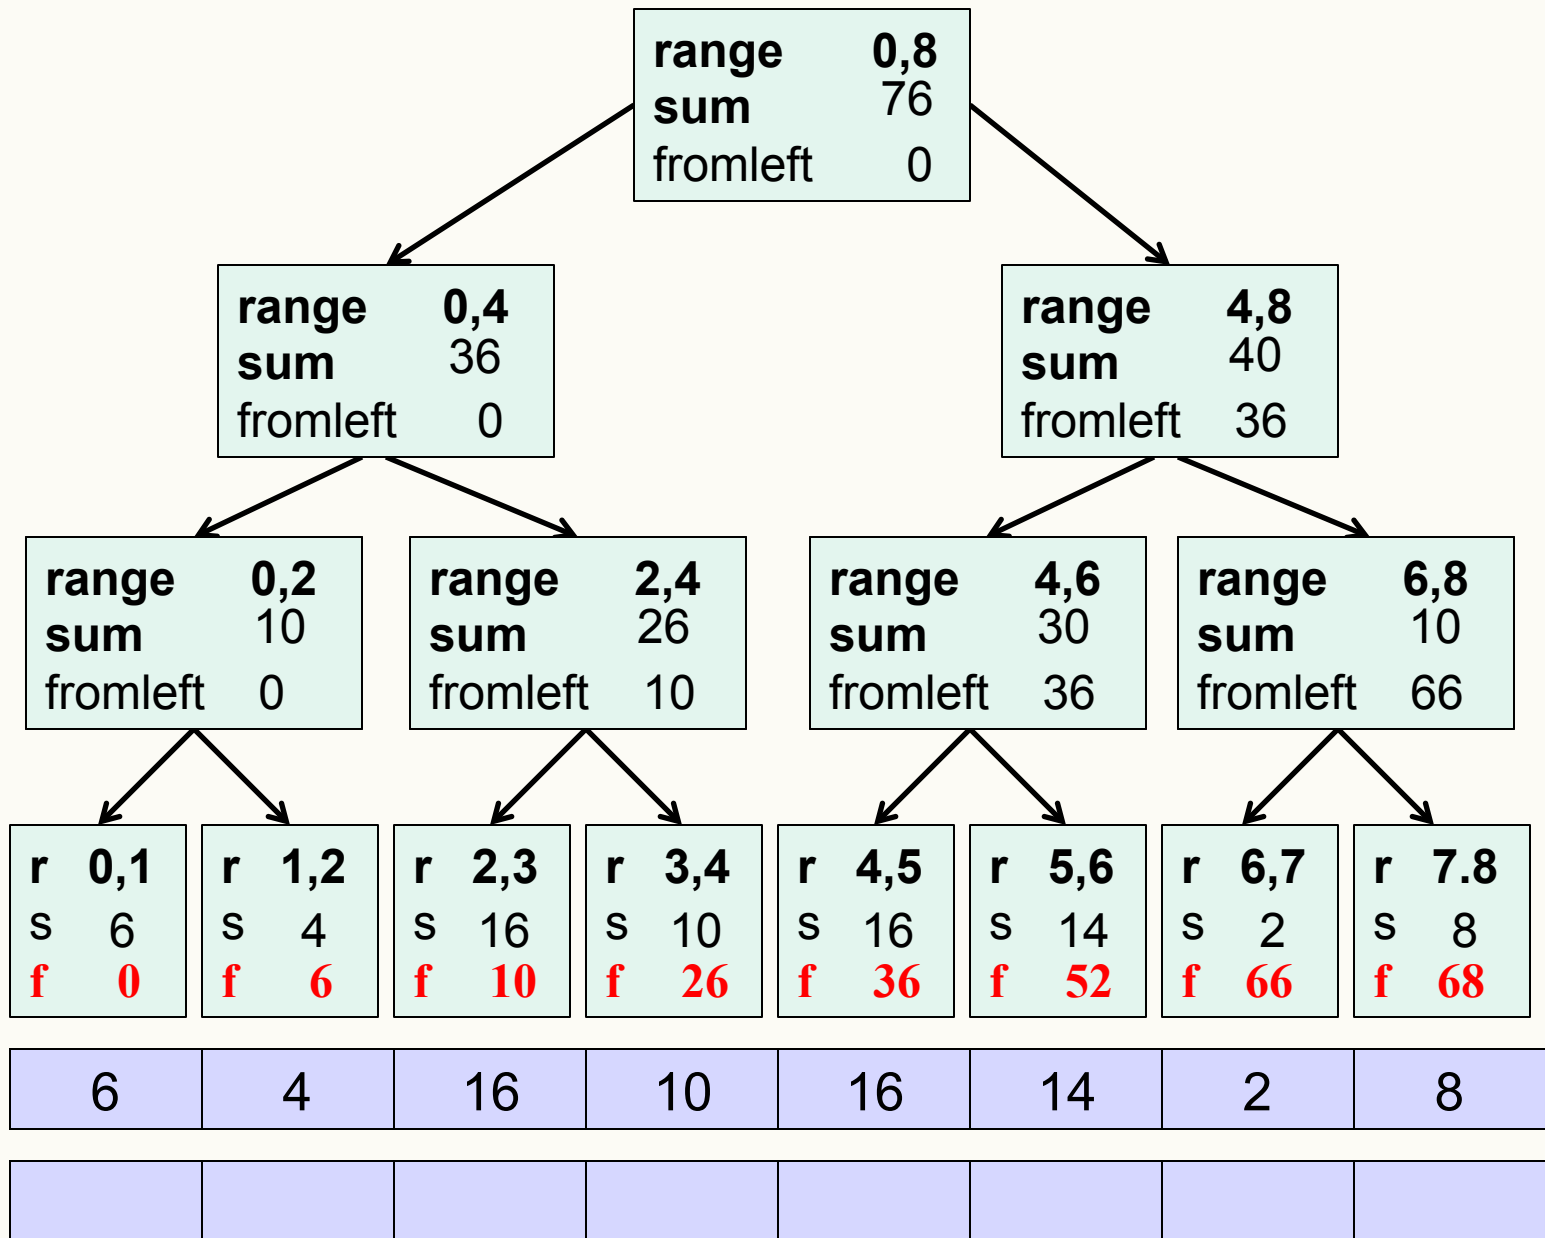 range 0,8
sum 76
fromleft 0
range 0,4
sum 36
fromleft 0
range 4,8
sum 40
fromleft 36
range 0,2
sum 10
fromleft 0
range 2,4
sum 26
fromleft 10
range 4,6
sum 30
fromleft 36
range 6,8
sum 10
fromleft 66
r 0,1
s 6
f 0
r 1,2
s 4
f 6
r 2,3
s 16
f 10
r 3,4
s 10
f 26
r 4,5
s 16
f 36
r 5,6
s 14
f 52
r 6,7
s 2
f 66
r 7.8
s 8
f 68
6 4 16 10 16 14 2 8